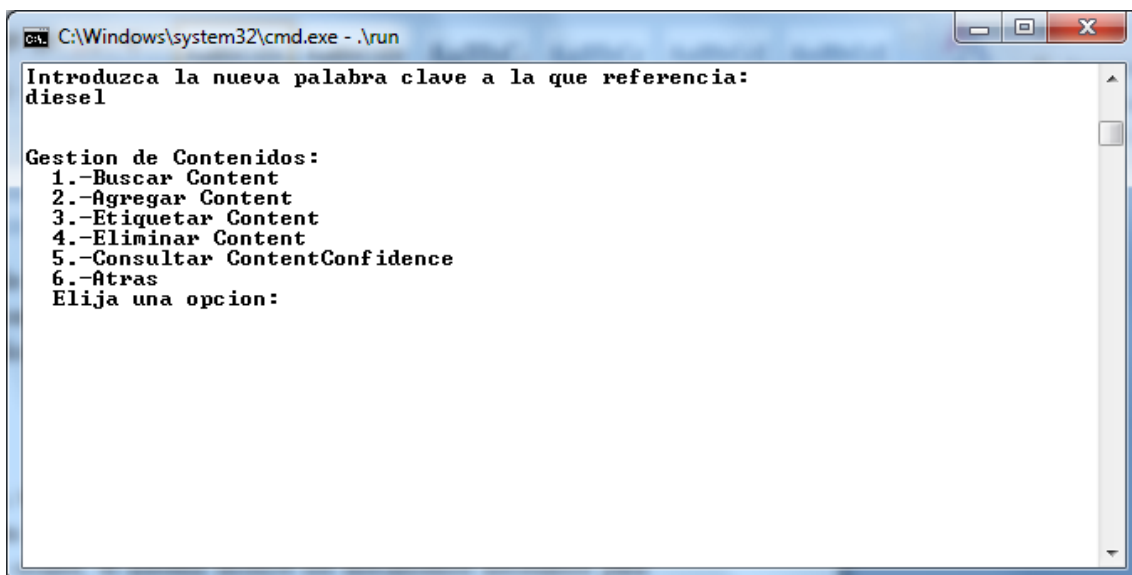 C:\Windows\system32\cmd.exe - .\run
Introduzca la nueva palabra clave a la que referencia:
diesel
Gestion de Contenidos:
1.-Buscar Content
2.-Agregar Content
3.-Etiquetar Content
4.-Eliminar Content
5.-Consultar ContentConfidence
6.-Atras
Elija una opcion: